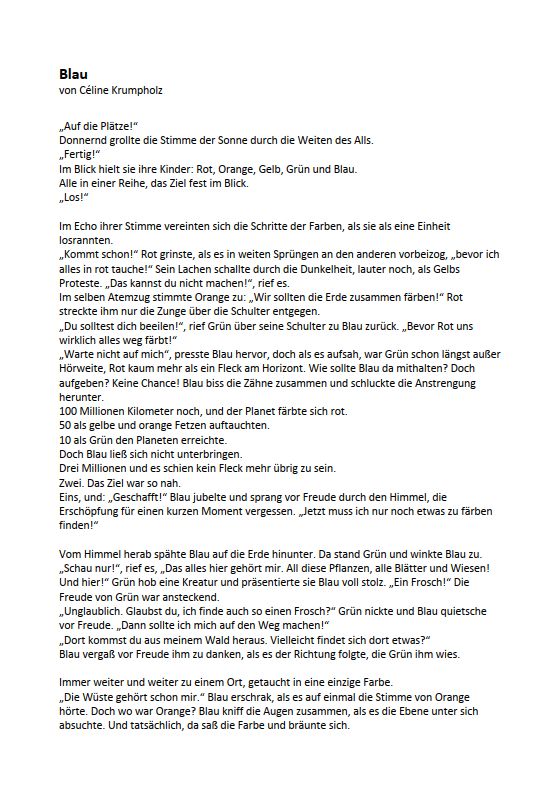 Blau
von Céline Krumpholz
„Auf die Plätze!“
Donnernd grollte die Stimme der Sonne durch die Weiten des Alls.
„Fertig!“
Im Blick hielt sie ihre Kinder: Rot, Orange, Gelb, Grün und Blau.
Alle in einer Reihe, das Ziel fest im Blick.
„Los!“
Im Echo ihrer Stimme vereinten sich die Schritte der Farben, als sie als eine Einheit
losrannten.
„Kommt schon!“ Rot grinste, als es in weiten Sprüngen an den anderen vorbeizog, „bevor ich
alles in rot tauche!“ Sein Lachen schallte durch die Dunkelheit, lauter noch, als Gelbs
Proteste. „Das kannst du nicht machen!“, rief es.
Im selben Atemzug stimmte Orange zu: „Wir sollten die Erde zusammen färben!“ Rot
streckte ihm nur die Zunge über die Schulter entgegen.
„Du solltest dich beeilen!“, rief Grün über seine Schulter zu Blau zurück. „Bevor Rot uns
wirklich alles weg färbt!“
„Warte nicht auf mich“, presste Blau hervor, doch als es aufsah, war Grün schon längst außer
Hörweite, Rot kaum mehr als ein Fleck am Horizont. Wie sollte Blau da mithalten? Doch
aufgeben? Keine Chance! Blau biss die Zähne zusammen und schluckte die Anstrengung
herunter.
100 Millionen Kilometer noch, und der Planet färbte sich rot.
50 als gelbe und orange Fetzen auftauchten.
10 als Grün den Planeten erreichte.
Doch Blau ließ sich nicht unterbringen.
Drei Millionen und es schien kein Fleck mehr übrig zu sein.
Zwei. Das Ziel war so nah.
Eins, und: „Geschafft!“ Blau jubelte und sprang vor Freude durch den Himmel, die
Erschöpfung für einen kurzen Moment vergessen. „Jetzt muss ich nur noch etwas zu färben
finden!“
Vom Himmel herab spähte Blau auf die Erde hinunter. Da stand Grün und winkte Blau zu.
„Schau nur!“, rief es, „Das alles hier gehört mir. All diese Pflanzen, alle Blätter und Wiesen!
Und hier!“ Grün hob eine Kreatur und präsentierte sie Blau voll stolz. „Ein Frosch!“ Die
Freude von Grün war ansteckend.
„Unglaublich. Glaubst du, ich finde auch so einen Frosch?“ Grün nickte und Blau quietsche
vor Freude. „Dann sollte ich mich auf den Weg machen!“
„Dort kommst du aus meinem Wald heraus. Vielleicht findet sich dort etwas?“
Blau vergaß vor Freude ihm zu danken, als es der Richtung folgte, die Grün ihm wies.
Immer weiter und weiter zu einem Ort, getaucht in eine einzige Farbe.
„Die Wüste gehört schon mir.“ Blau erschrak, als es auf einmal die Stimme von Orange
hörte. Doch wo war Orange? Blau kniff die Augen zusammen, als es die Ebene unter sich
absuchte. Und tatsächlich, da saß die Farbe und bräunte sich.